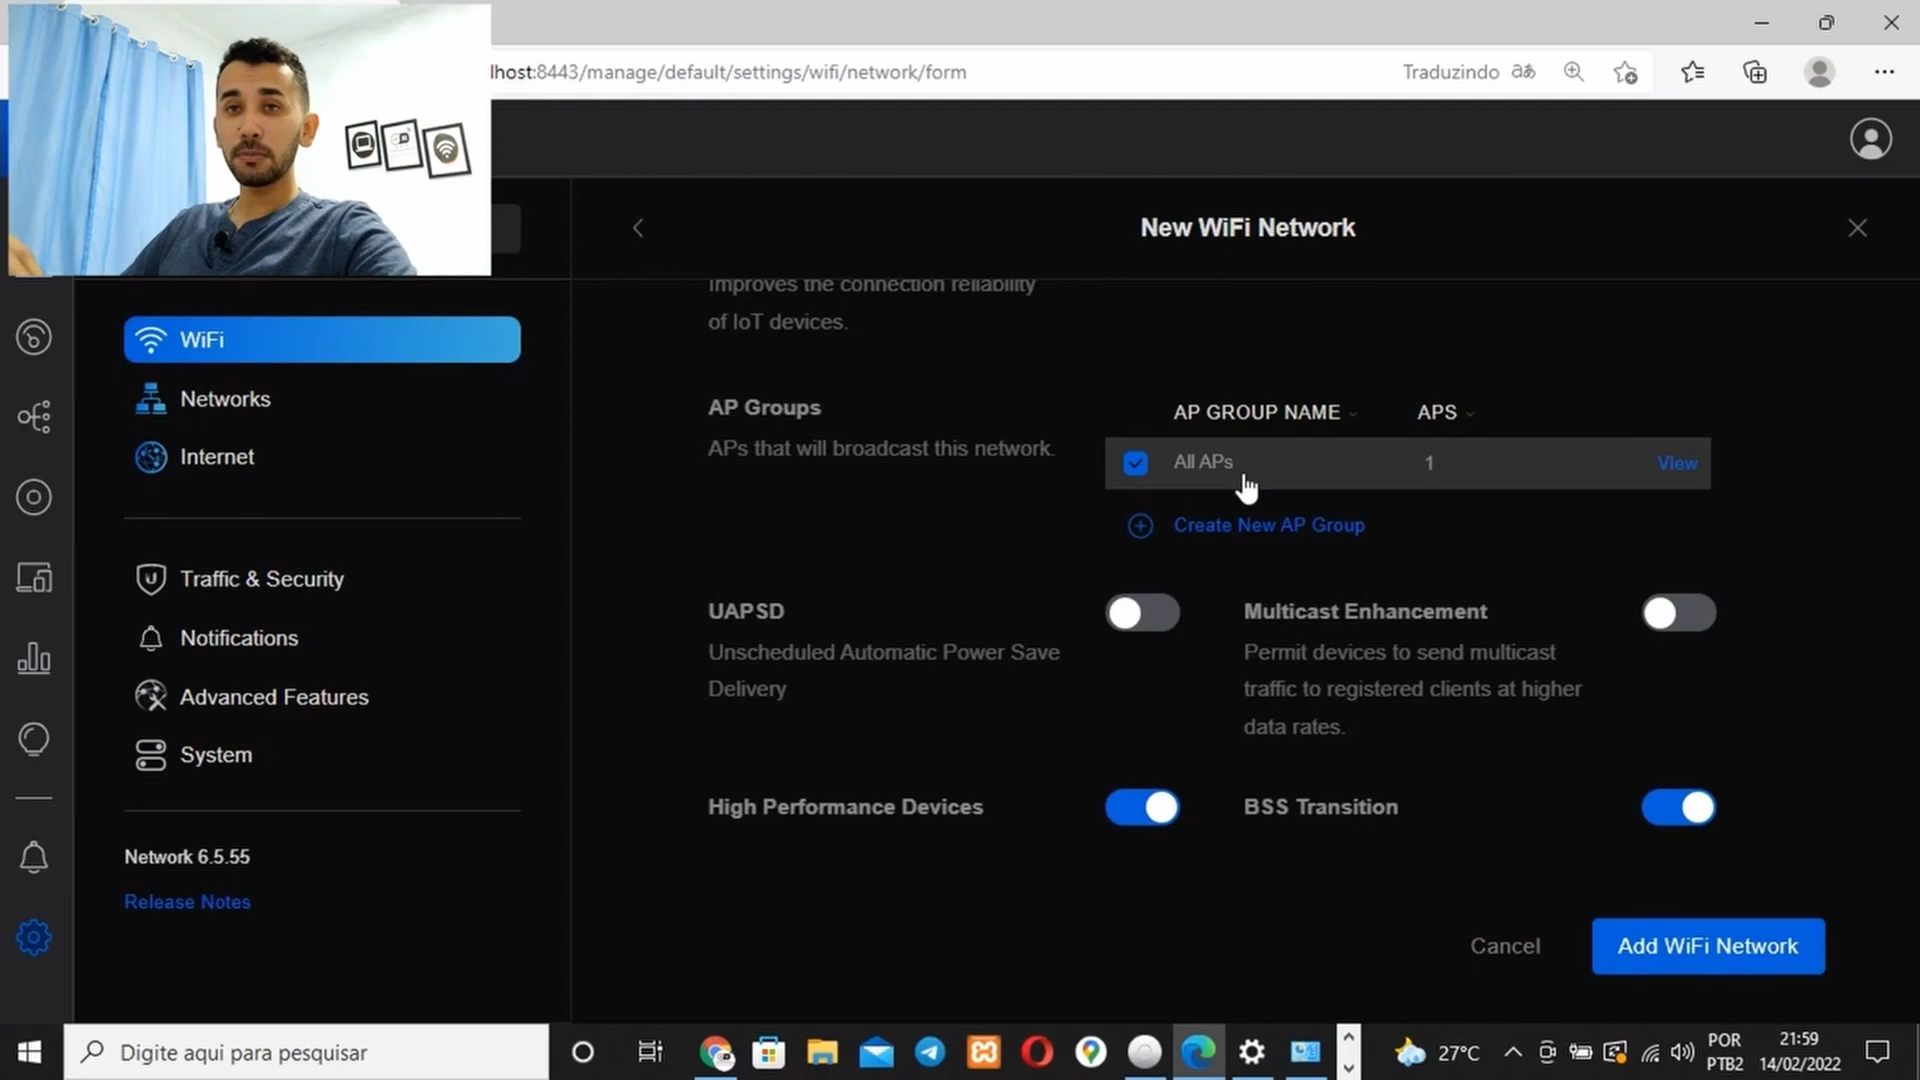 lhost:8443/manage/default/settings/wifi/network/form
Traduzindo
New WiFi Network
Improves the connection reliability
of IoT devices.
WiFi
Networks
Internet
Traffic & Security
Notifications
Advanced Features
System
Network 6.5.55
Release Notes
AP Groups
APs that will broadcast this network.
AP GROUP NAME
APS
All APs
1
View
Create New AP Group
UAPSD
Unscheduled Automatic Power Save
Delivery
Multicast Enhancement
Permit devices to send multicast
traffic to registered clients at higher
data rates.
High Performance Devices
BSS Transition
Cancel
Add WiFi Network
Digite aqui para pesquisar
27°C
POR
PTB2
21:59
14/02/2022